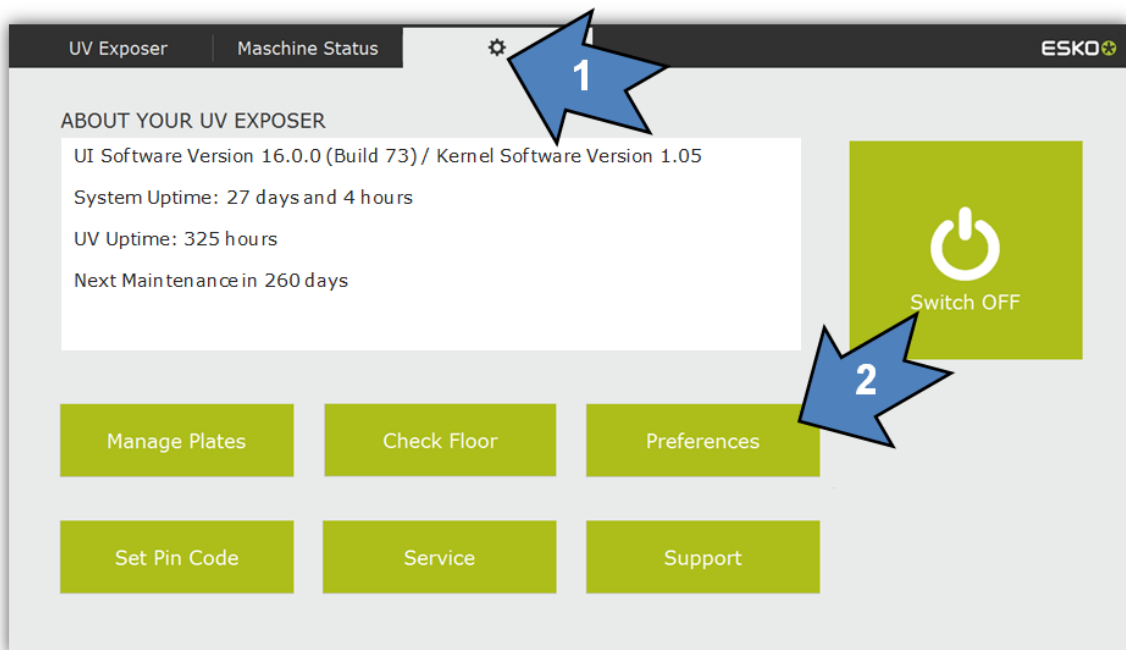 UV Exposer
Maschine Status
ESKO
1
ABOUT YOUR UV EXPOSER
UI Software Version 16.0.0 (Build 73) / Kernel Software Version 1.05
System Uptime: 27 days and 4 hours
UV Uptime: 325 hours
Next Maintenance in 260 days
Switch OFF
2
Manage Plates
Check Floor
Preferences
Set Pin Code
Service
Support